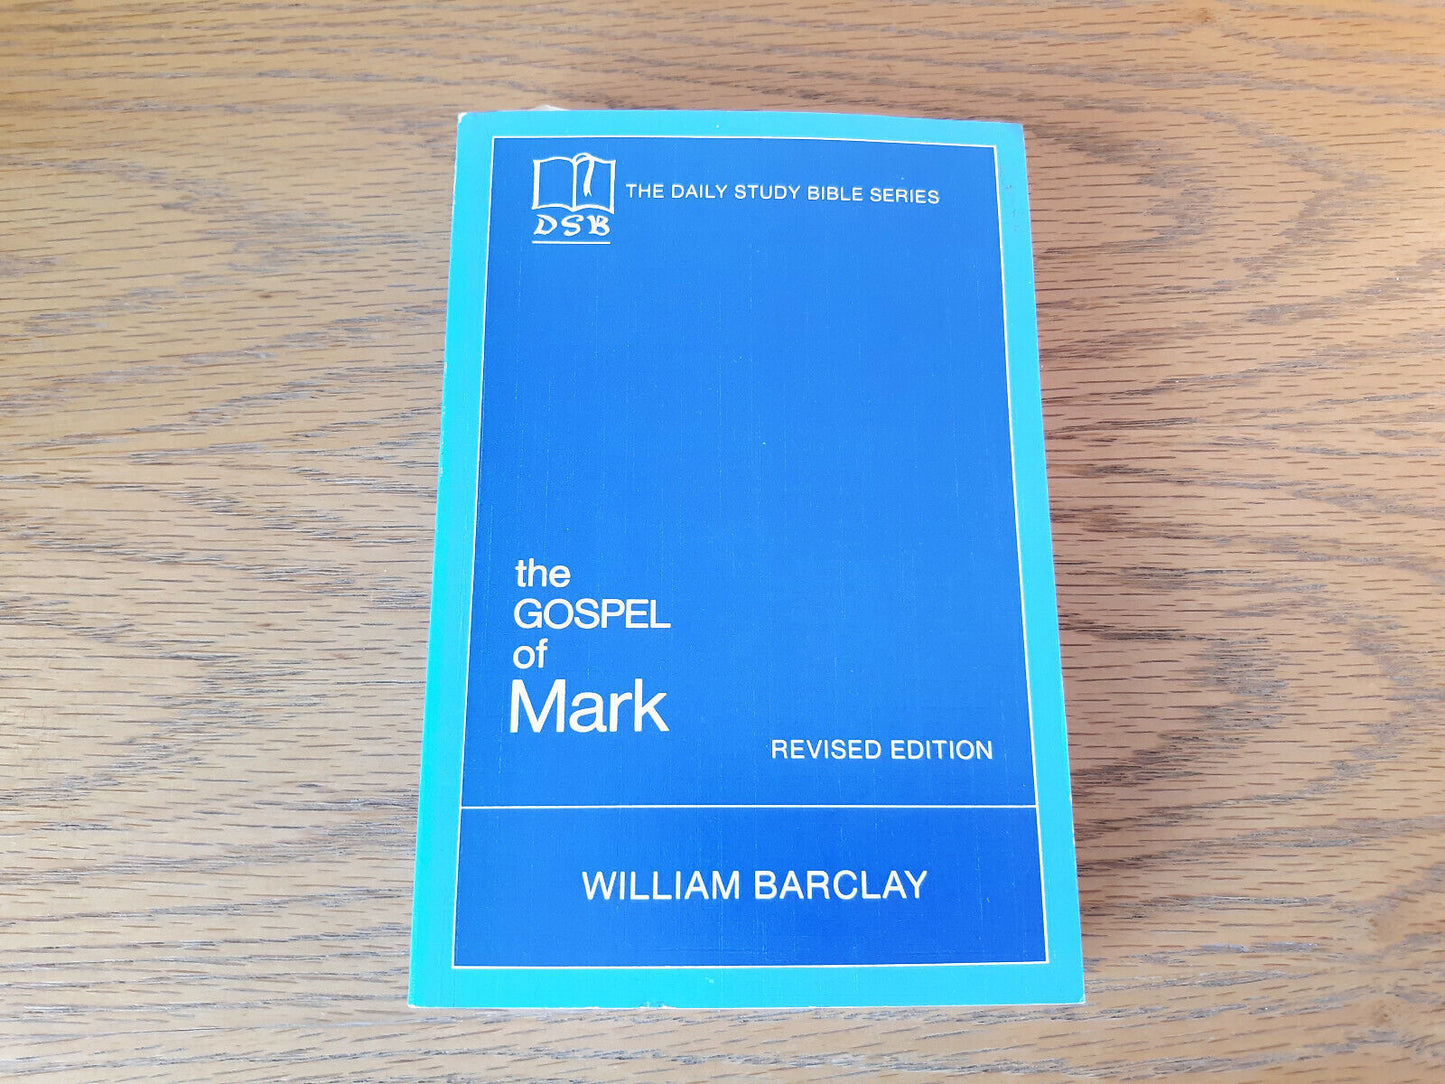 THE DAILY STUDY BIBLE SERIES
DSB
the
GOSPEL
of
Mark
REVISED EDITION
WILLIAM BARCLAY